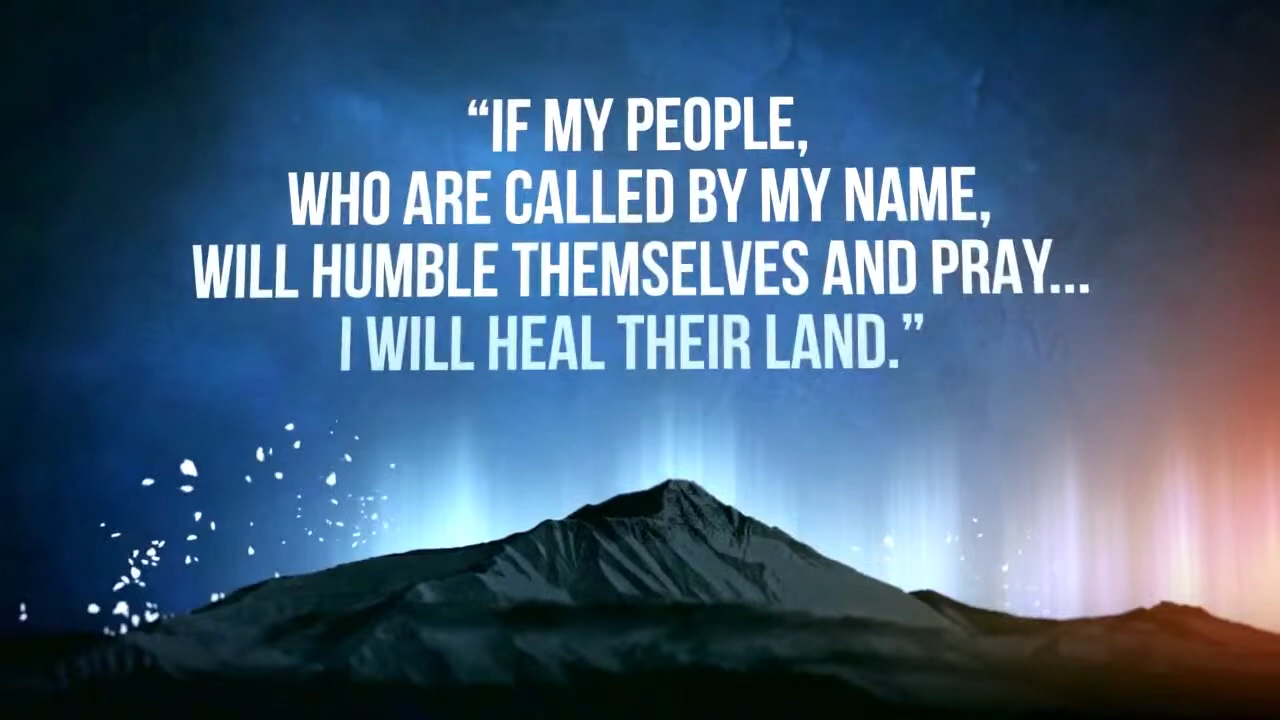 “IF MY PEOPLE,
WHO ARE CALLED BY MY NAME,
WILL HUMBLE THEMSELVES AND PRAY...
I WILL HEAL THEIR LAND.”